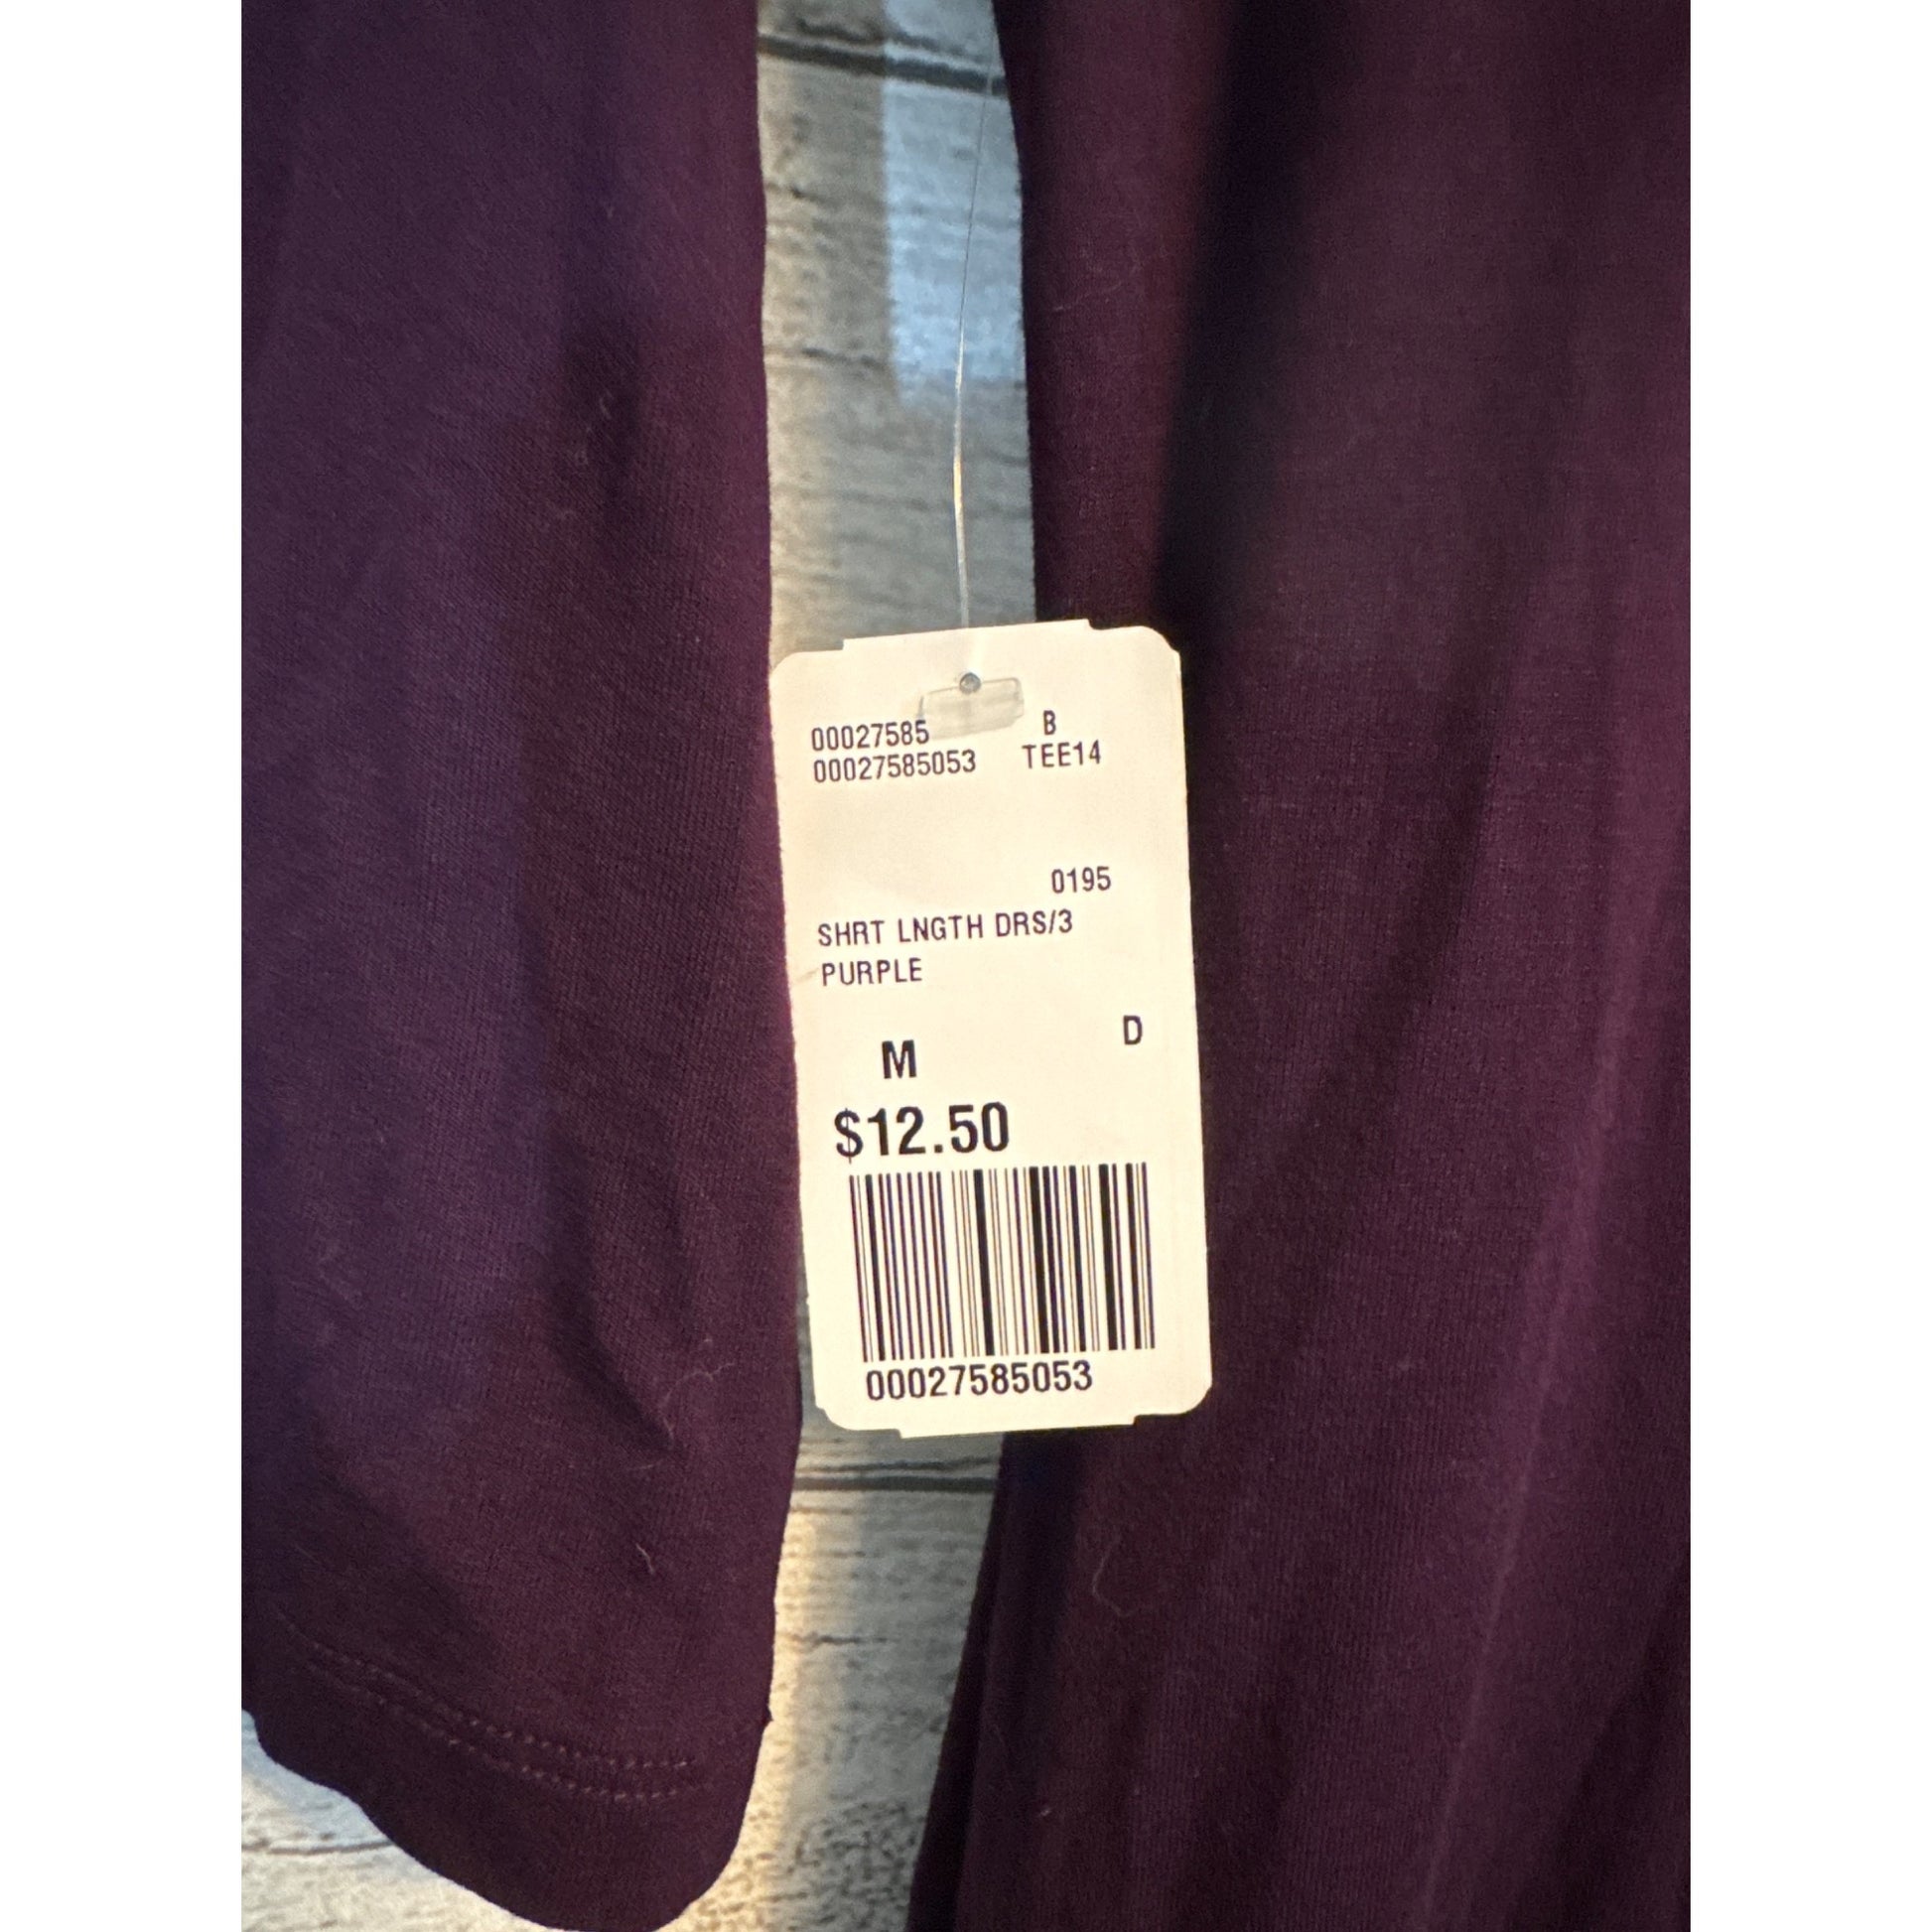 00027585 B
00027585053 TEE14
0195
SHRT LNGTH DRS/3
PURPLE
D
M
$12.50
00027585053